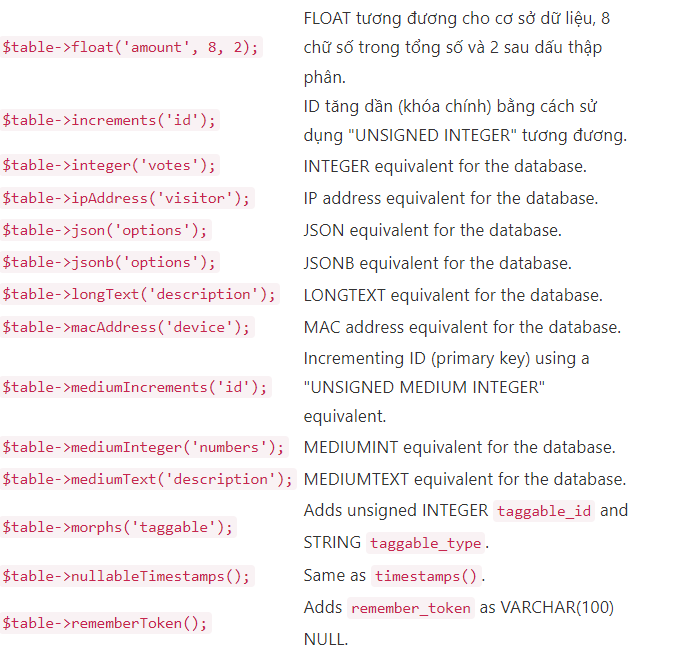 $table->float('amount', 8, 2);
FLOAT tương đương cho cơ sở dữ liệu, 8
chữ số trong tổng số và 2 sau dấu thập
phân.
$table->increments('id');
ID tăng dần (khóa chính) bằng cách sử
dụng "UNSIGNED INTEGER" tương đương.
$table->integer('votes');
INTEGER equivalent for the database.
$table->ipAddress('visitor');
IP address equivalent for the database.
$table->json('options');
JSON equivalent for the database.
$table->jsonb('options');
JSONB equivalent for the database.
$table->longText('description');
LONGTEXT equivalent for the database.
$table->macAddress('device');
MAC address equivalent for the database.
$table->mediumIncrements('id');
Incrementing ID (primary key) using a
"UNSIGNED MEDIUM INTEGER"
equivalent.
$table->mediumInteger('numbers');
MEDIUMINT equivalent for the database.
$table->mediumText('description');
MEDIUMTEXT equivalent for the database.
$table->morphs('taggable');
Adds unsigned INTEGER taggable_id and
STRING taggable_type.
$table->nullableTimestamps();
Same as timestamps().
$table->rememberToken();
Adds remember_token as VARCHAR(100)
NULL.